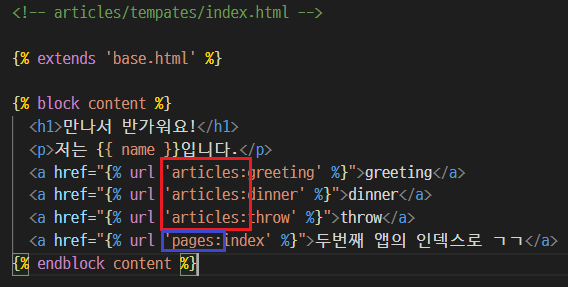 <!-- articles/tempates/index.html -->
{% extends 'base.html' %}
{% block content %}
<h1>만나서 반가워요!</h1>
<p>저는 {{ name }}입니다.</p>
<a href="{% url 'articles:greeting' %}">greeting</a>
<a href="{% url 'articles:dinner' %}">dinner</a>
<a href="{% url 'articles:throw' %}">throw</a>
<a href="{% url 'pages:index' %}">두번째 앱의 인덱스로 ㄱㄱ</a>
{% endblock content %}